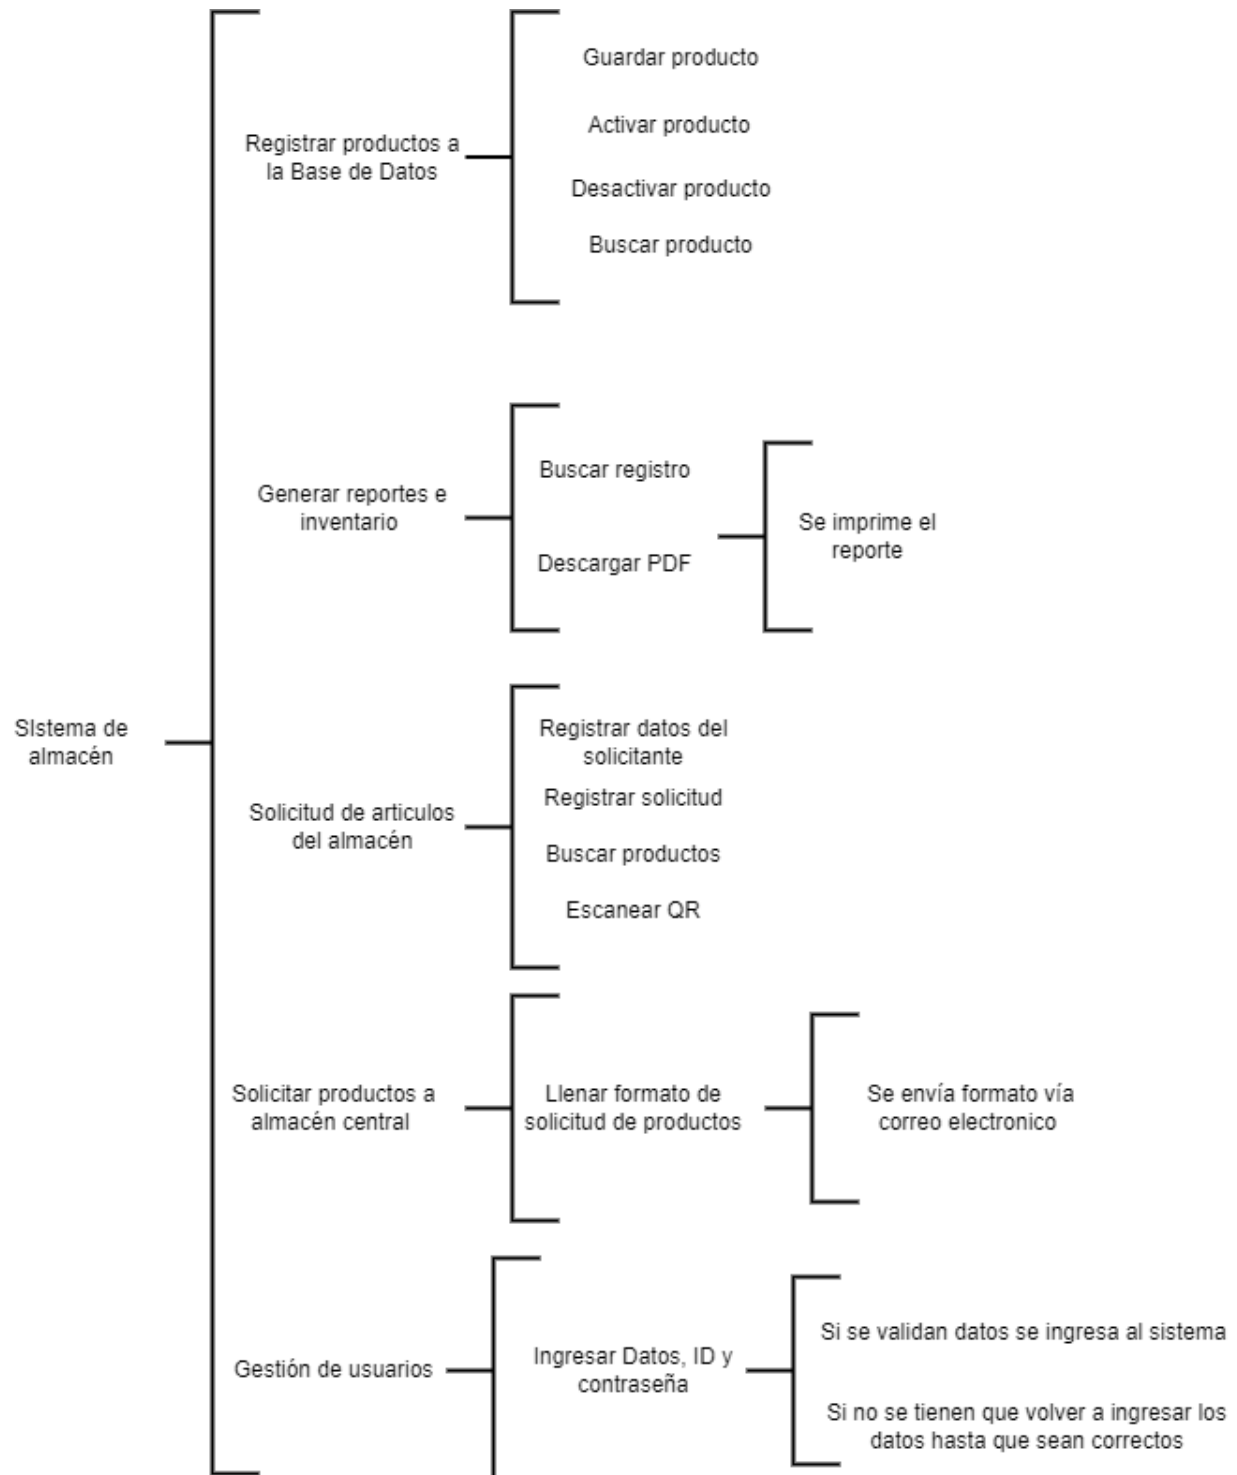 Guardar producto
Activar producto
Registrar productos a
la Base de Datos
Desactivar producto
Buscar producto
Buscar registro
Generar reportes e
inventario
Descargar PDF
Se imprime el
reporte
SIstema de
almacén
Registrar datos del
solicitante
Registrar solicitud
Solicitud de articulos
del almacén
Buscar productos
Escanear QR
Solicitar productos a
almacén central
Llenar formato de
solicitud de productos
Se envía formato vía
correo electronico
Gestión de usuarios
Ingresar Datos, ID y
contraseña
Si se validan datos se ingresa al sistema
Si no se tienen que volver a ingresar los
datos hasta que sean correctos